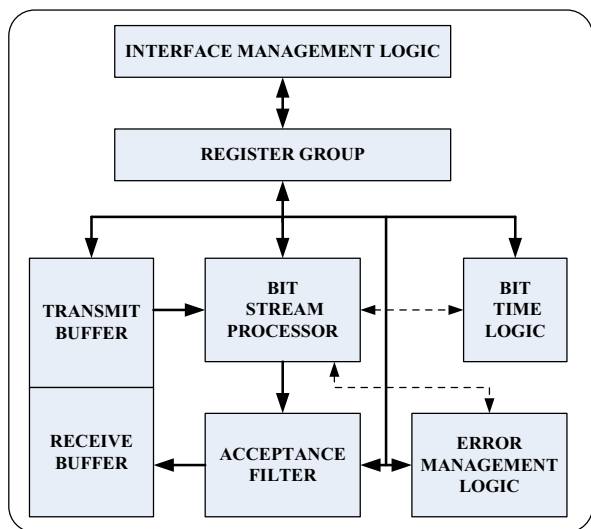 INTERFACE MANAGEMENT LOGIC
REGISTER GROUP
TRANSMIT
BUFFER
BIT
STREAM
PROCESSOR
BIT
TIME
LOGIC
RECEIVE
BUFFER
ACCEPTANCE
FILTER
ERROR
MANAGEMENT
LOGIC